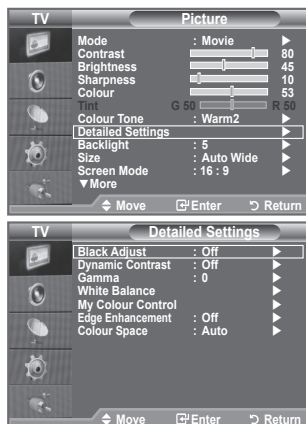 TV Picture
Mode : Movie
Contrast 80
Brightness 45
Sharpness 10
Colour 53
Tint G 50 R 50
Colour Tone : Warm2
Detailed Settings
Backlight : 5
Size : Auto Wide
Screen Mode : 16 : 9
▼More
Move Enter Return
TV Detailed Settings
Black Adjust : Off
Dynamic Contrast : Off
Gamma : 0
White Balance
My Colour Control
Edge Enhancement : Off
Colour Space : Auto
Move Enter Return